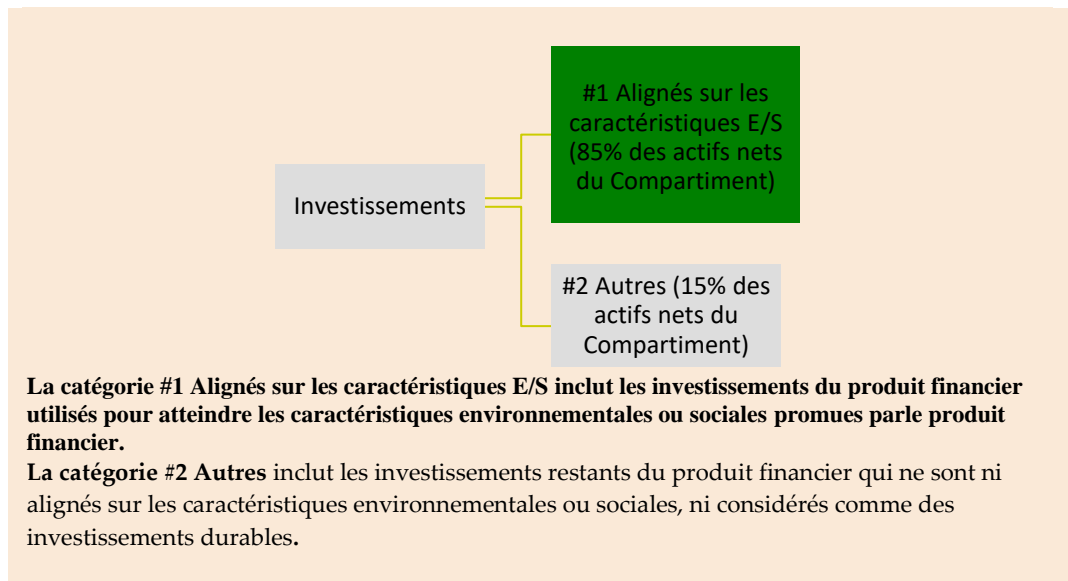 #1 Alignés sur les
caractéristiques E/S
(85% des actifs nets
du Compartiment)
Investissements
#2 Autres (15% des
actifs nets du
Compartiment)
La catégorie #1 Alignés sur les caractéristiques E/S inclut les investissements du produit financier
utilisés pour atteindre les caractéristiques environnementales ou sociales promues parle produit
financier.
La catégorie #2 Autres inclut les investissements restants du produit financier qui ne sont ni
alignés sur les caractéristiques environnementales ou sociales, ni considérés comme des
investissements durables.